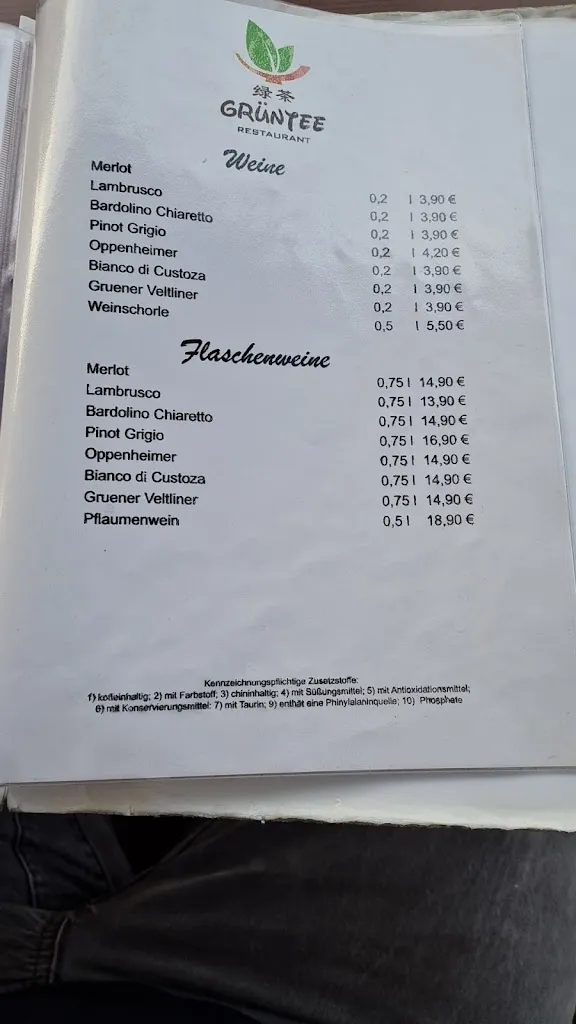 绿茶
GRÜNTEE
RESTAURANT
Weine
Merlot 0,2 l 3,90 €
Lambrusco 0,2 l 3,90 €
Bardolino Chiaretto 0,2 l 3,90 €
Pinot Grigio 0,2 l 4,20 €
Oppenheimer 0,2 l 3,90 €
Bianco di Custoza 0,2 l 3,90 €
Gruener Veltliner 0,2 l 3,90 €
Weinschorle 0,5 l 5,50 €
Flaschenweine
Merlot 0,75 l 14,90 €
Lambrusco 0,75 l 13,90 €
Bardolino Chiaretto 0,75 l 14,90 €
Pinot Grigio 0,75 l 16,90 €
Oppenheimer 0,75 l 14,90 €
Bianco di Custoza 0,75 l 14,90 €
Gruener Veltliner 0,75 l 14,90 €
Pflaumenwein 0,5 l 18,90 €
Kennzeichnungspflichtige Zusatzstoffe:
1) koffeinhaltig; 2) mit Farbstoff; 3) chininhaltig; 4) mit Süßungsmittel; 5) mit Antioxidationsmittel;
6) mit Konservierungsmittel; 7) mit Taurin; 9) enthät eine Phinylalaninquelle; 10) Phosphate